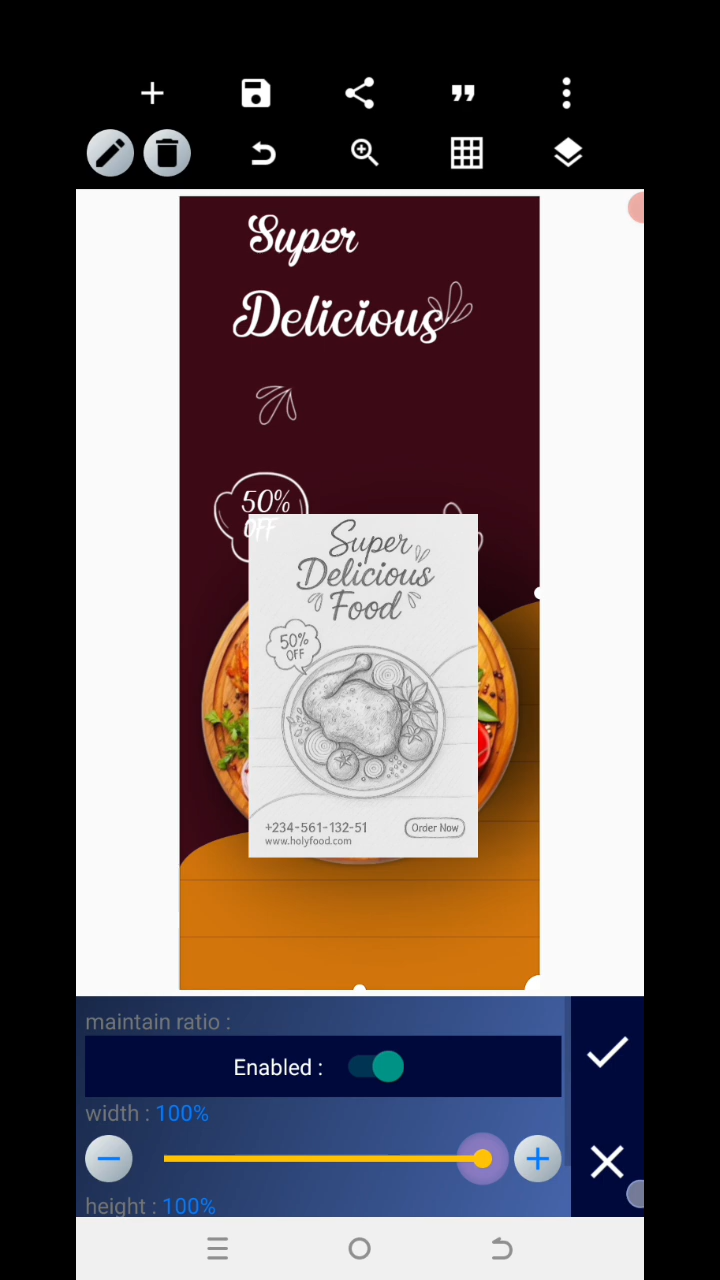 Super
Delicious
50%
OFF
Super
Delicious
Food
50%
OFF
+234-561-132-51
www.holyfood.com
Order Now
maintain ratio :
Enabled :
width : 100%
height : 100%